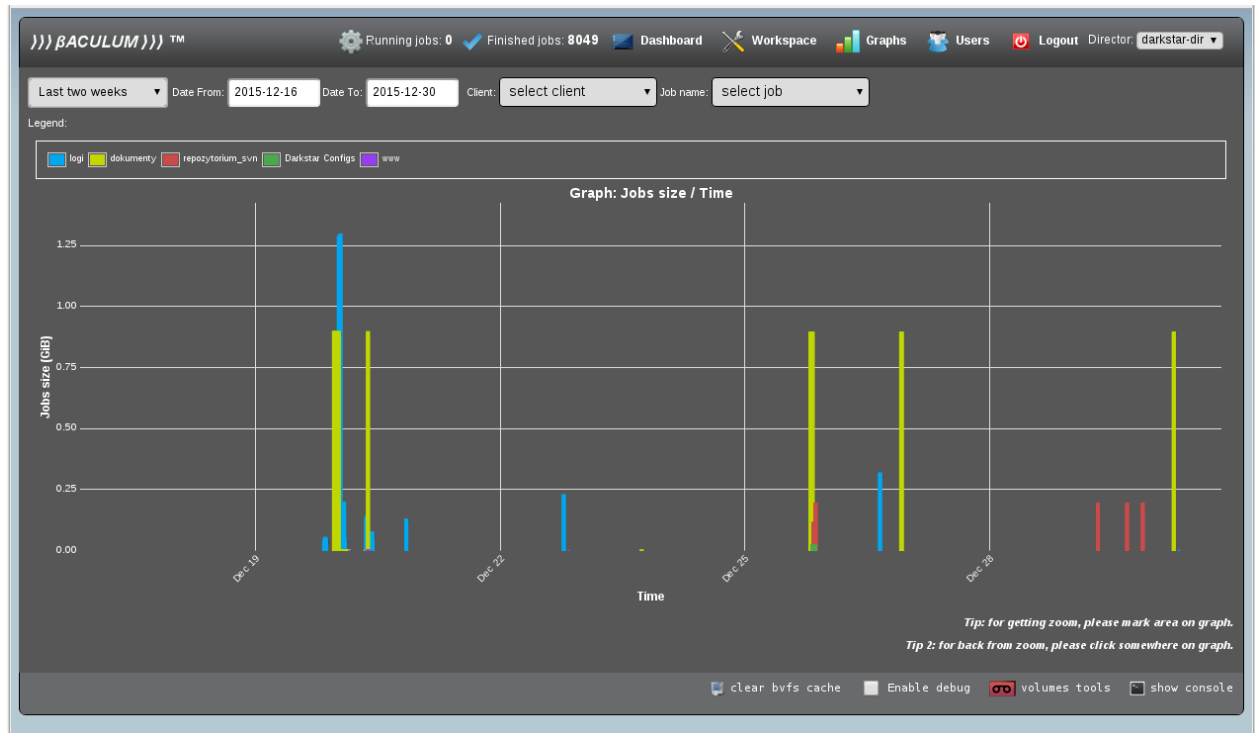 ))) βACULUM ))) ™ Running jobs: 0 Finished jobs: 8049 Dashboard Workspace Graphs Users Logout Director: darkstar-dir
Last two weeks Date From: 2015-12-16 Date To: 2015-12-30 Client: select client Job name: select job
Legend:
logi dokumenty repozytorium_svn Darkstar Configs www
Graph: Jobs size / Time
1.25
1.00
0.75
0.50
0.25
0.00
Jobs size (GiB)
Dec 19 Dec 22 Dec 25 Dec 28
Time
Tip: for getting zoom, please mark area on graph.
Tip 2: for back from zoom, please click somewhere on graph.
clear bvfs cache Enable debug volumes tools show console